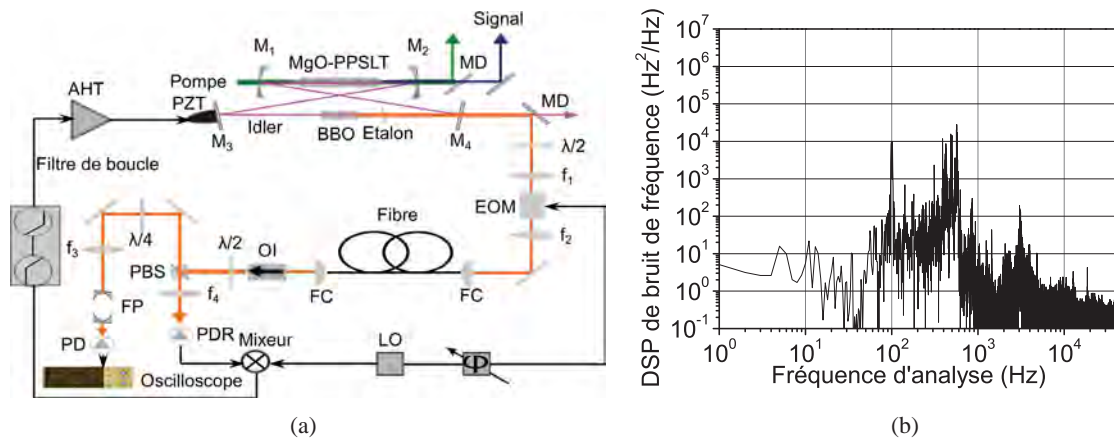 Signal
M1
M2
MgO-PPSLT
MD
Pompe
AHT
PZT
MD
Idler
BBO
Etalon
M3
M4
λ/2
Filtre de boucle
f1
EOM
Fibre
λ/4
λ/2
OI
f3
f2
PBS
FC
FC
f4
FP
PD
PDR
Mixeur
LO
Φ
Oscilloscope
(a)
DSP de bruit de fréquence (Hz²/Hz)
10⁷
10⁶
10⁵
10⁴
10³
10²
10¹
10⁰
10⁻¹
10⁰ 10¹ 10² 10³ 10⁴
Fréquence d'analyse (Hz)
(b)